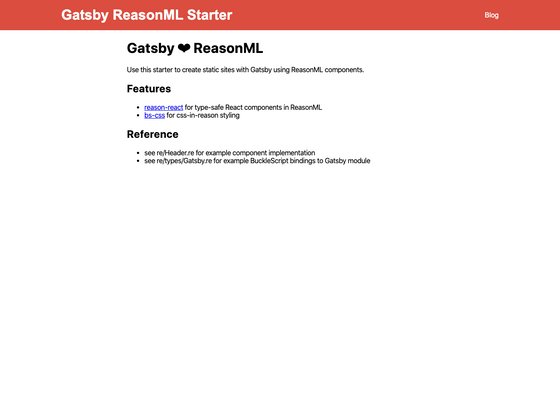 Gatsby ReasonML Starter
Blog
Gatsby ❤ ReasonML
Use this starter to create static sites with Gatsby using ReasonML components.
Features
• reason-react for type-safe React components in ReasonML
• bs-css for css-in-reason styling
Reference
• see re/Header.re for example component implementation
• see re/types/Gatsby.re for example BuckleScript bindings to Gatsby module